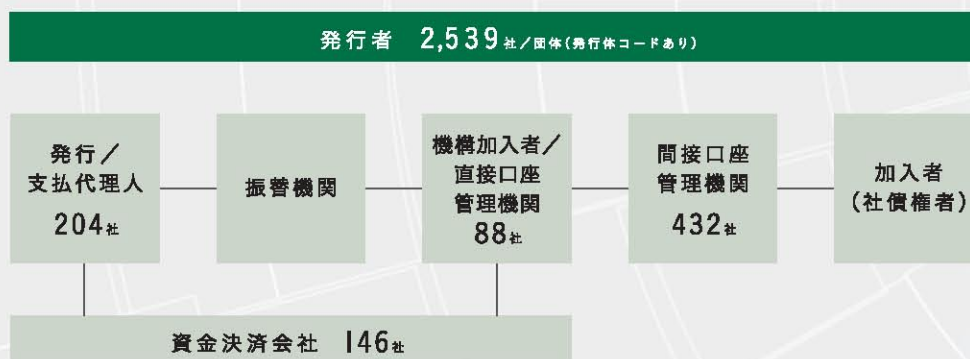 発行者 2,539社/団体(発行体コードあり)
発行/
支払代理人
204社
振替機関
機構加入者/
直接口座
管理機関
88社
間接口座
管理機関
432社
加入者
(社債権者)
資金決済会社 146社